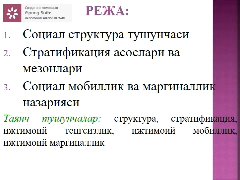 РЕЖА:
1. Социал структура тушунчаси
2. Стратификация асослари ва
мезонлари
3. Социал мобиллик ва маргиналлик
назарияси
Таянч тушунчалар: структура, стратификация,
ижтимоий тенгсизлик, ижтимоий мобиллик,
ижтимоий маргиналлик